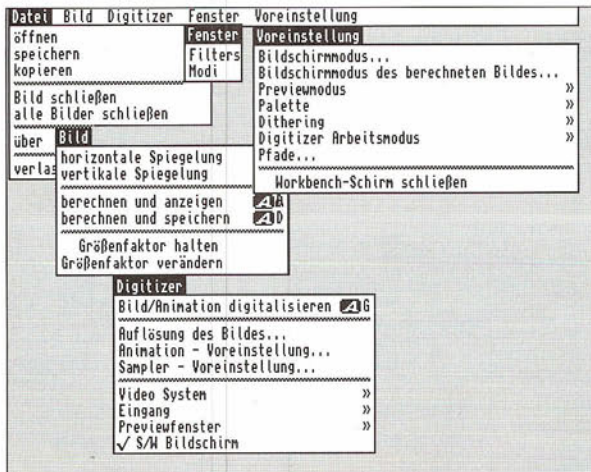 Datei Bild Digitizer Fenster Voreinstellung
öffnen
speichern
kopieren
Bild schließen
alle Bilder schließen
über
verlas
Fenster
Filters
Modi
Voreinstellung
Bildschirmmodus...
Bildschirmmodus des berechneten Bildes...
Previewmodus »
Palette »
Dithering »
Digitizer Arbeitsmodus »
Pfade...
Workbench-Schirm schließen
Bild
horizontale Spiegelung
vertikale Spiegelung
berechnen und anzeigen A A
berechnen und speichern A D
Größenfaktor halten
Größenfaktor verändern
Digitizer
Bild/Animation digitalisieren A G
Auflösung des Bildes...
Animation - Voreinstellung...
Sampler - Voreinstellung...
Video System »
Eingang »
Previewfenster »
✓ S/W Bildschirm